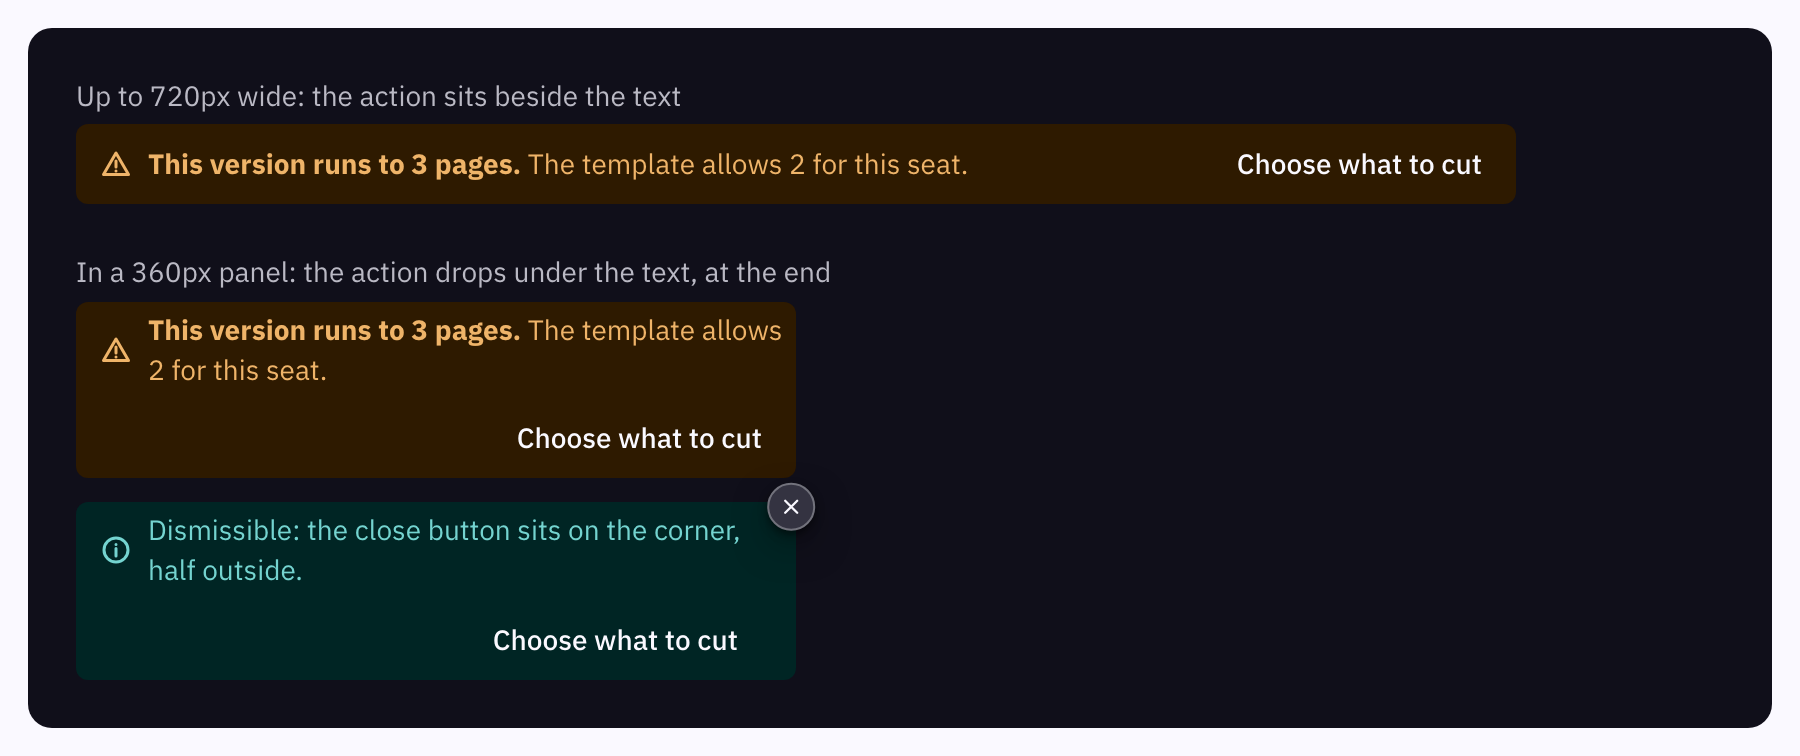 Up to 720px wide: the action sits beside the text
This version runs to 3 pages. The template allows 2 for this seat. Choose what to cut
In a 360px panel: the action drops under the text, at the end
This version runs to 3 pages. The template allows
2 for this seat.
Choose what to cut
Dismissible: the close button sits on the corner,
half outside.
Choose what to cut